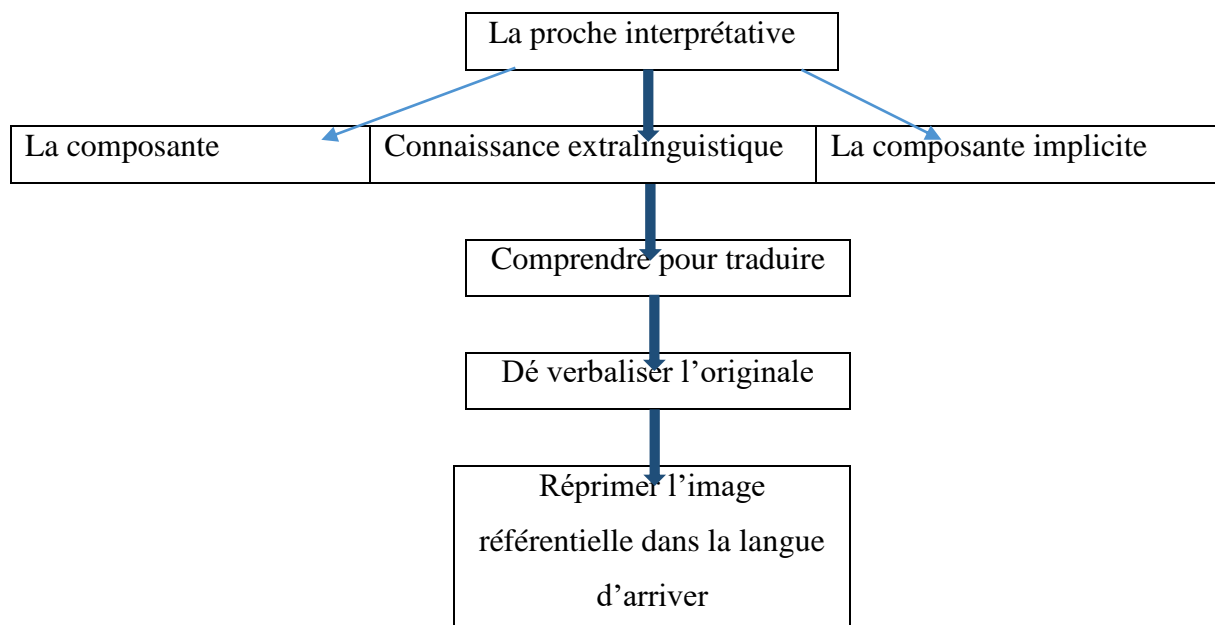 La proche interprétative
La composante
Connaissance extralinguistique
La composante implicite
Comprendre pour traduire
Dé verbaliser l’originale
Réprimer l’image
référentielle dans la langue
d’arriver